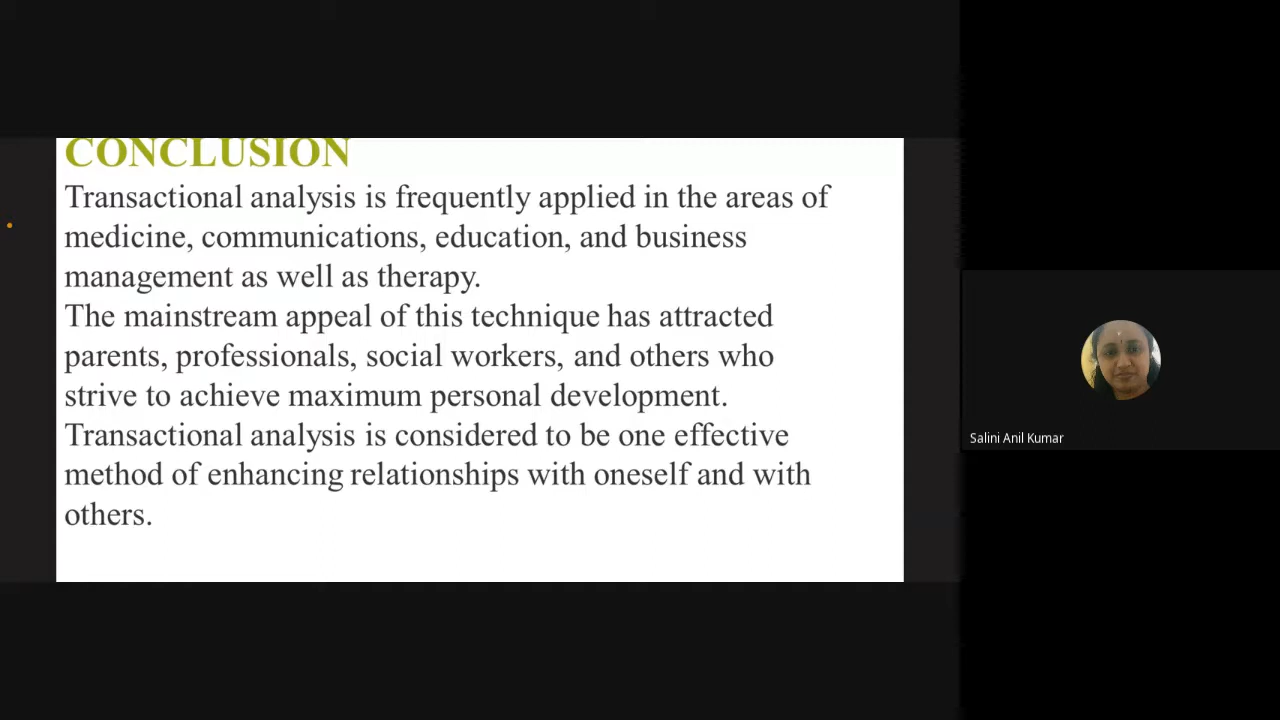 CONCLUSION
Transactional analysis is frequently applied in the areas of
medicine, communications, education, and business
management as well as therapy.
The mainstream appeal of this technique has attracted
parents, professionals, social workers, and others who
strive to achieve maximum personal development.
Transactional analysis is considered to be one effective
method of enhancing relationships with oneself and with
others.
Salini Anil Kumar